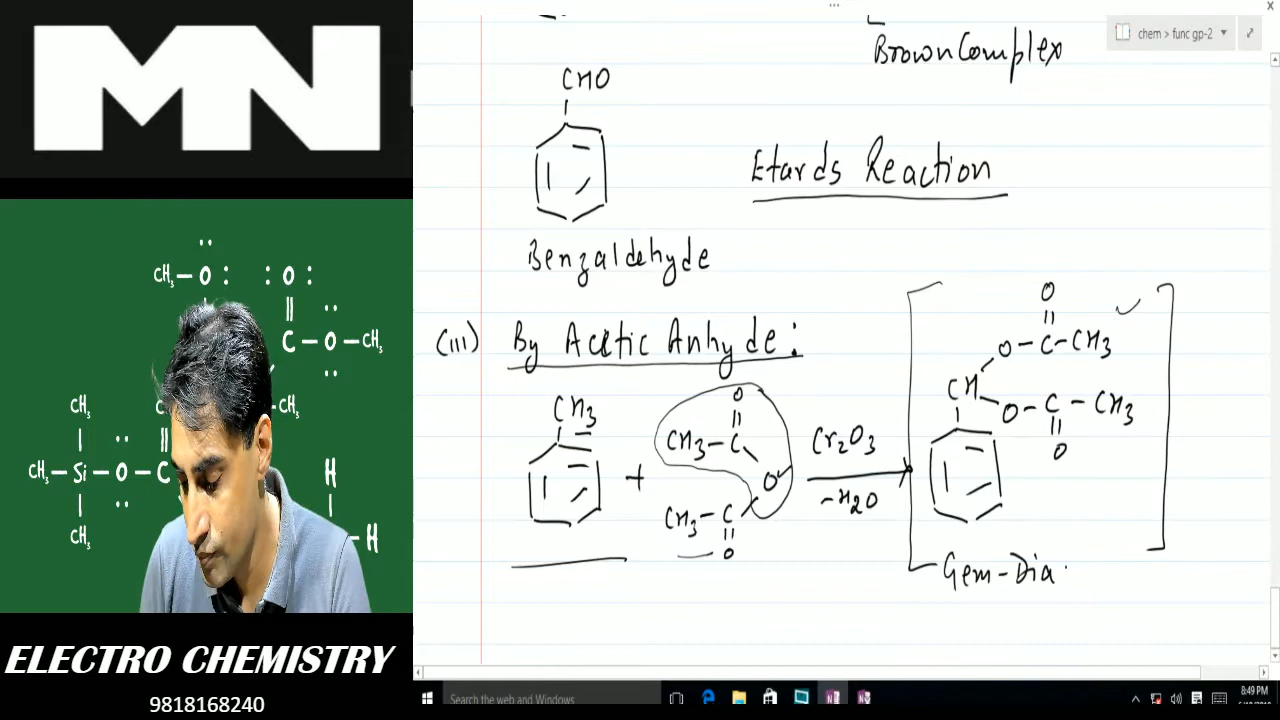 MN
CH₃—O:
:O:
C—O—CH₃
CH₃
CH₃
CH₃—Si—O—C
H
CH₃
H
ELECTRO CHEMISTRY
9818168240
chem > func gp-2
Brown Complex
CHO
Etards Reaction
Benzaldehyde
(iii) By Acetic Anhyde:
CH₃
+
O
CH₃—C
O
CH₃—C
O
Cr₂O₃
-H₂O
O
O—C—CH₃
CH
O—C—CH₃
O
Gem-Dia
Search the web and Windows
8:49 PM